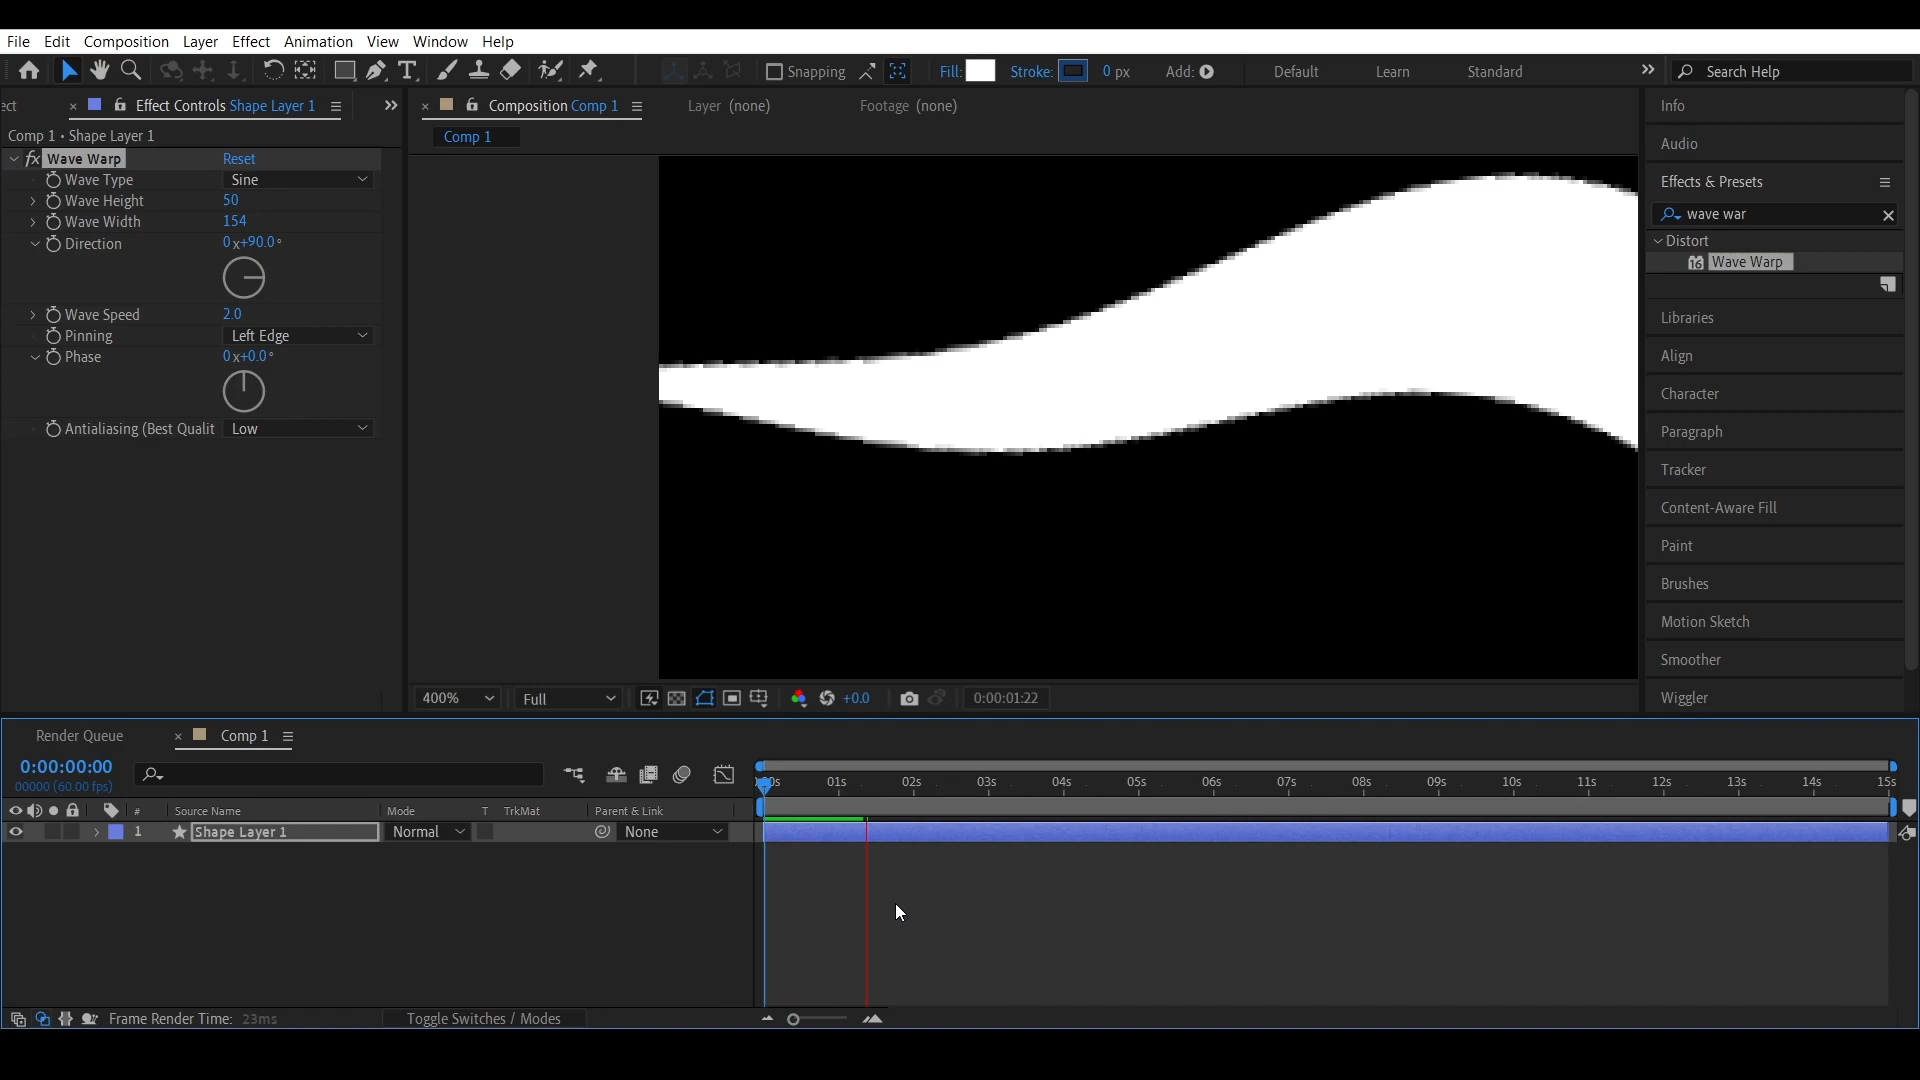 File Edit Composition Layer Effect Animation View Window Help
Snapping Fill: Stroke: 0 px Add: Default Learn Standard Search Help
ect Effect Controls Shape Layer 1 Composition Comp 1 Layer (none) Footage (none) Info
Comp 1 • Shape Layer 1 Comp 1
Audio
fx Wave Warp Reset
Wave Type Sine Effects & Presets
Wave Height 50
Wave Width 154 wave war
Direction 0x+90.0° Distort
Wave Warp
Wave Speed 2.0 Libraries
Pinning Left Edge
Phase 0x+0.0° Align
Character
Antialiasing (Best Qualit Low Paragraph
Tracker
Content-Aware Fill
Paint
Brushes
Motion Sketch
Smoother
400% Full +0.0 0:00:01:22 Wiggler
Render Queue Comp 1
0:00:00:00
00000 (60.00 fps)
00s 01s 02s 03s 04s 05s 06s 07s 08s 09s 10s 11s 12s 13s 14s 15s
# Source Name Mode T TrkMat Parent & Link
1 Shape Layer 1 Normal None
Frame Render Time: 23ms Toggle Switches / Modes